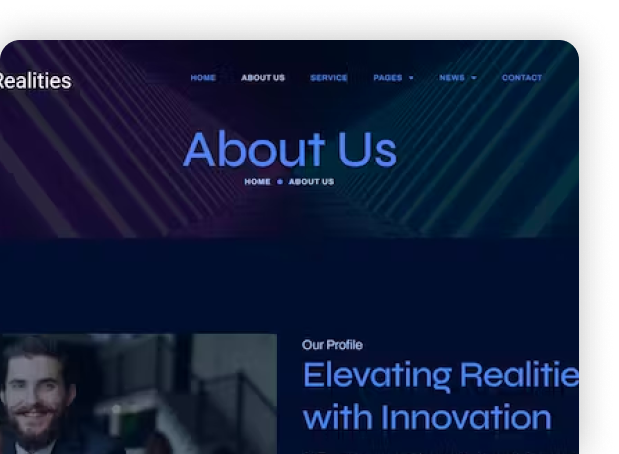 Realities
HOME ABOUT US SERVICE PAGES NEWS CONTACT
About Us
HOME ABOUT US
Our Profile
Elevating Realitie
with Innovation